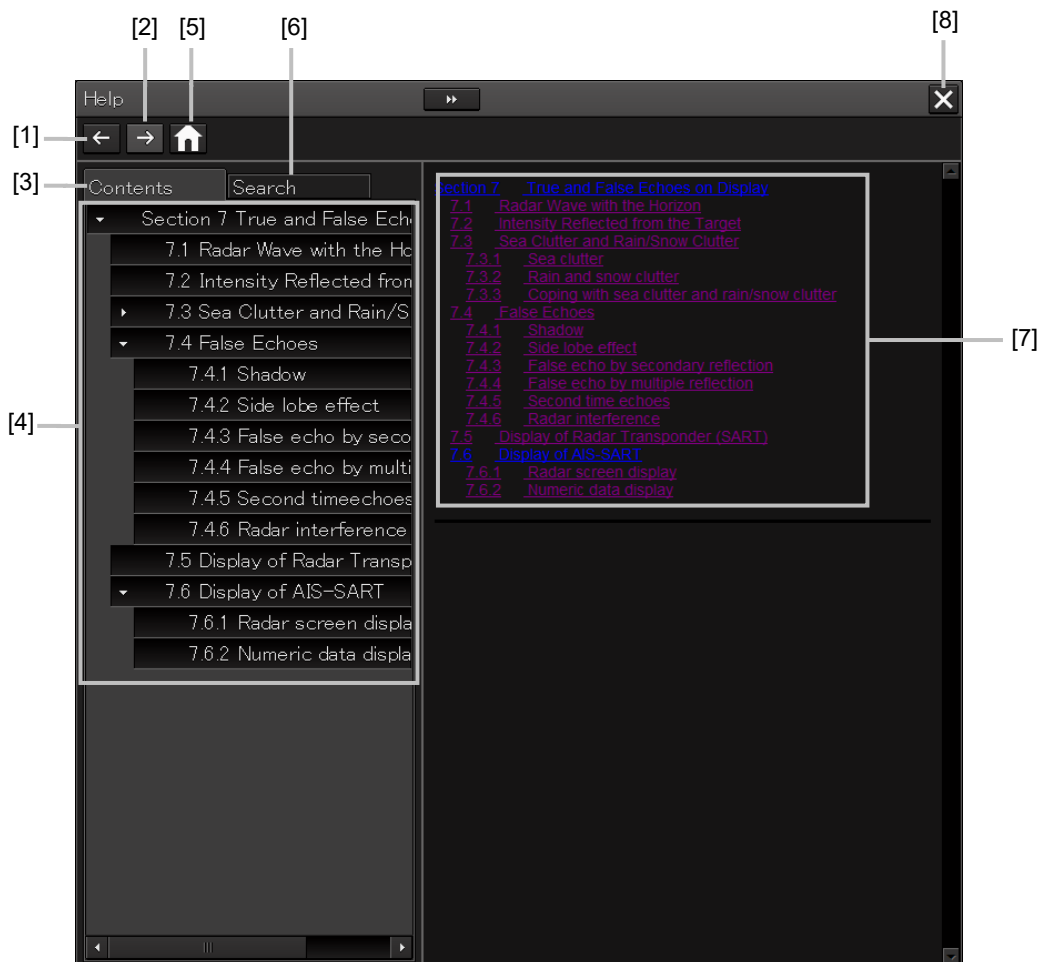 [2] [5] [6] [8]
Help
[1]
[3]
Contents Search
Section 7 True and False Ech
7.1 Radar Wave with the Ho
7.2 Intensity Reflected from
7.3 Sea Clutter and Rain/S
7.4 False Echoes
7.4.1 Shadow
7.4.2 Side lobe effect
[4]
7.4.3 False echo by seco
7.4.4 False echo by multi
7.4.5 Second timeechoes
7.4.6 Radar interference
7.5 Display of Radar Transp
7.6 Display of AIS-SART
7.6.1 Radar screen displa
7.6.2 Numeric data displa
Section 7 True and False Echoes on Display
7.1 Radar Wave with the Horizon
7.2 Intensity Reflected from the Target
7.3 Sea Clutter and Rain/Snow Clutter
7.3.1 Sea clutter
7.3.2 Rain and snow clutter
7.3.3 Coping with sea clutter and rain/snow clutter
7.4 False Echoes
7.4.1 Shadow
7.4.2 Side lobe effect
7.4.3 False echo by secondary reflection
7.4.4 False echo by multiple reflection
7.4.5 Second time echoes
7.4.6 Radar interference
7.5 Display of Radar Transponder (SART)
7.6 Display of AIS-SART
7.6.1 Radar screen display
7.6.2 Numeric data display
[7]